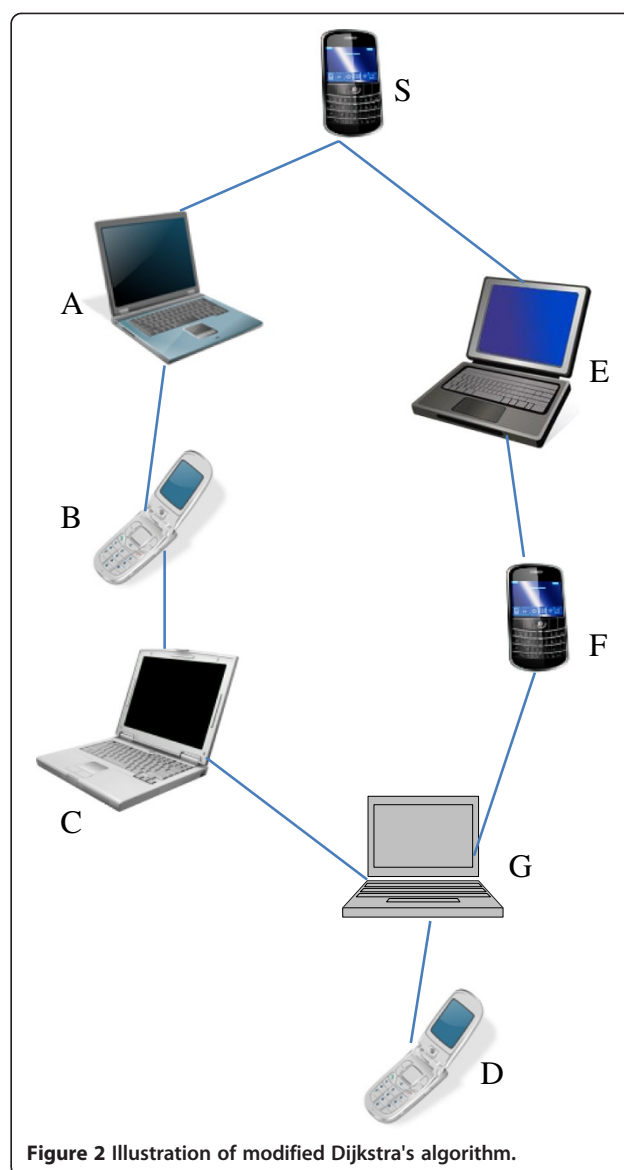 S
A
E
B
F
C
G
D
Figure 2 Illustration of modified Dijkstra's algorithm.